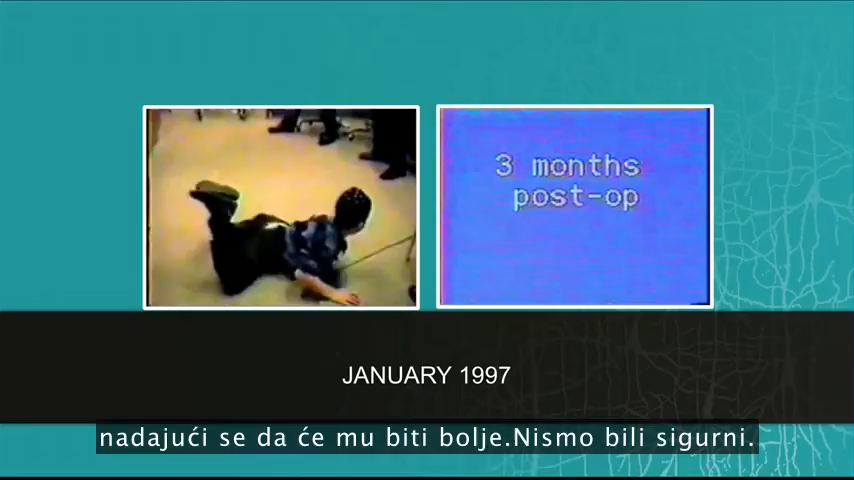 3 months
post-op
JANUARY 1997
nadajući se da će mu biti bolje.Nismo bili sigurni.